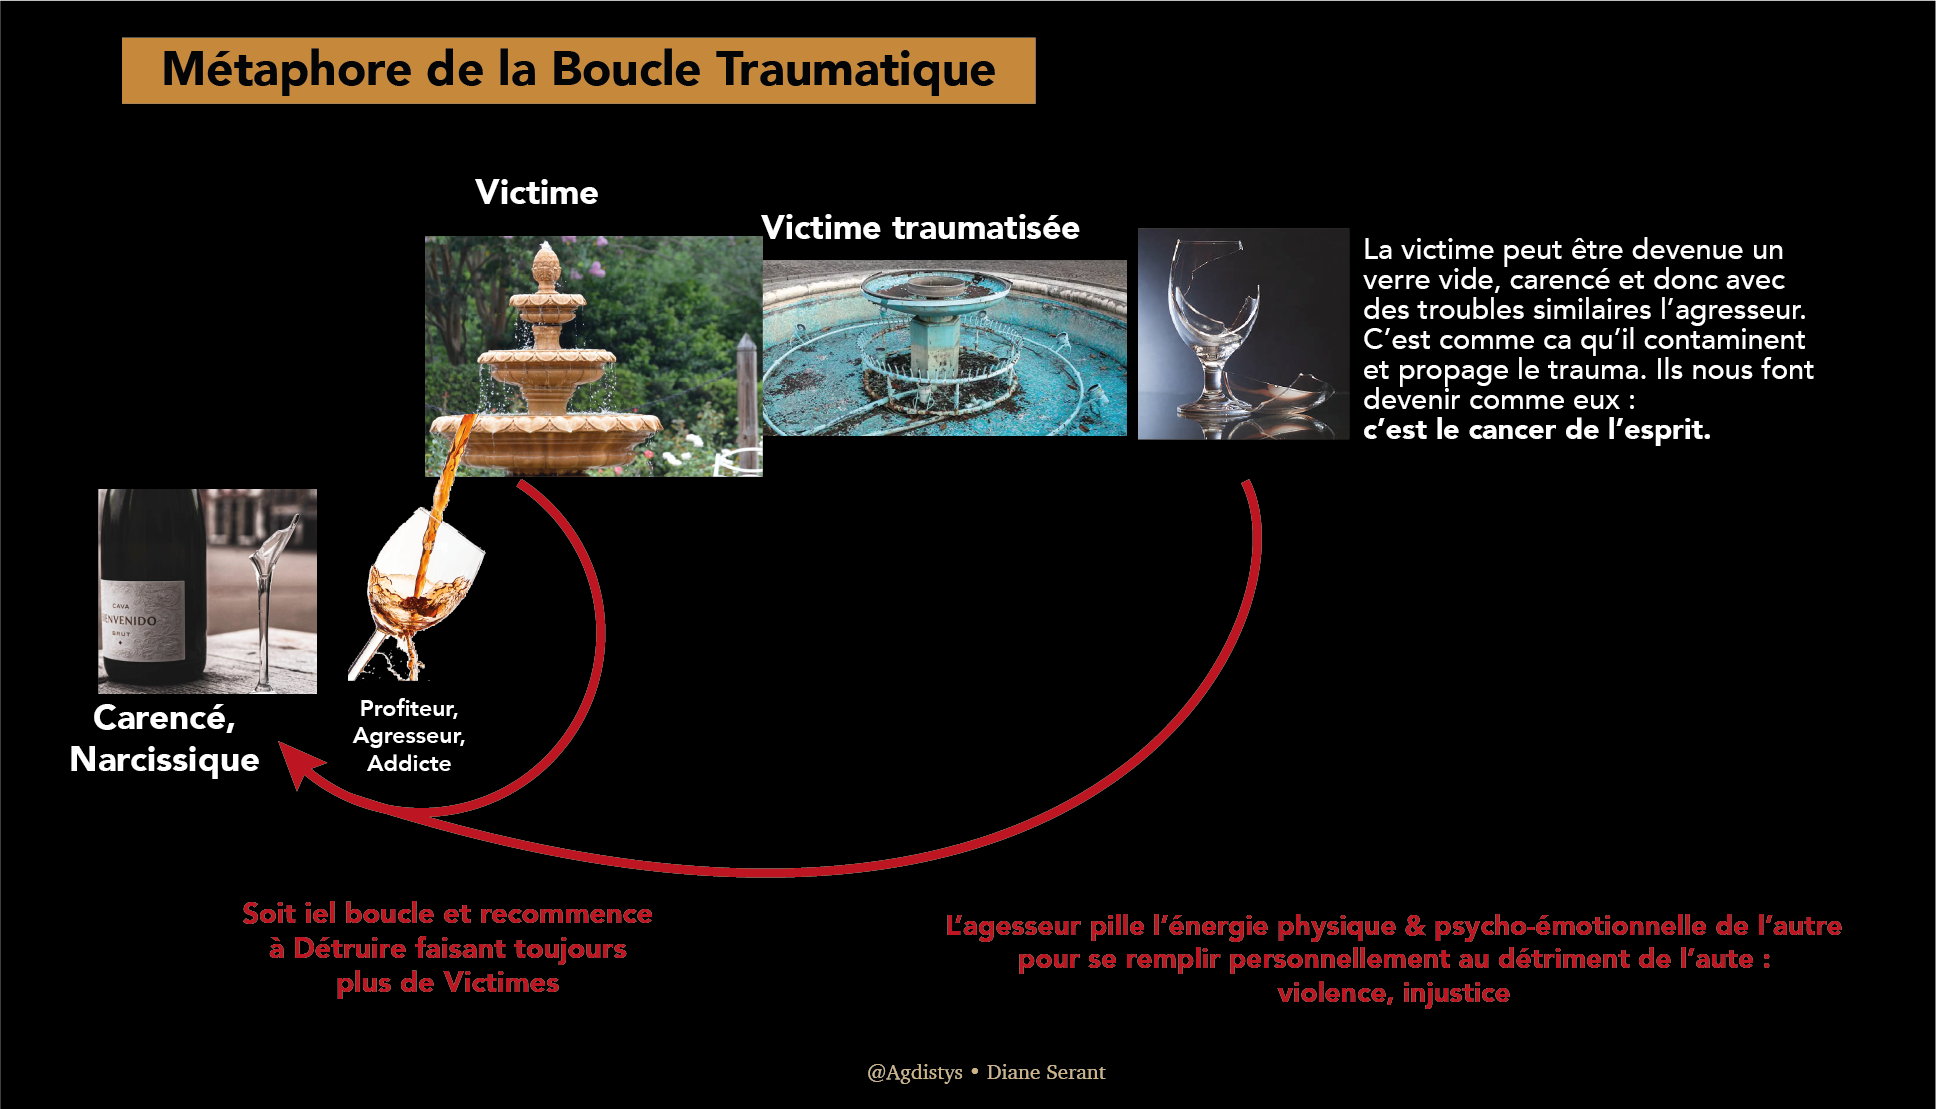 Métaphore de la Boucle Traumatique
Victime
Victime traumatisée
La victime peut être devenue un
verre vide, carencé et donc avec
des troubles similaires l’agresseur.
C’est comme ca qu’il contaminent
et propage le trauma. Ils nous font
devenir comme eux :
c’est le cancer de l’esprit.
CAVA
IENVENIDO
BRUT
Carencé,
Narcissique
Profiteur,
Agresseur,
Addicte
Soit iel boucle et recommence
à Détruire faisant toujours
plus de Victimes
L’agesseur pille l’énergie physique & psycho-émotionnelle de l’autre
pour se remplir personnellement au détriment de l’aute :
violence, injustice
@Agdistys • Diane Serant